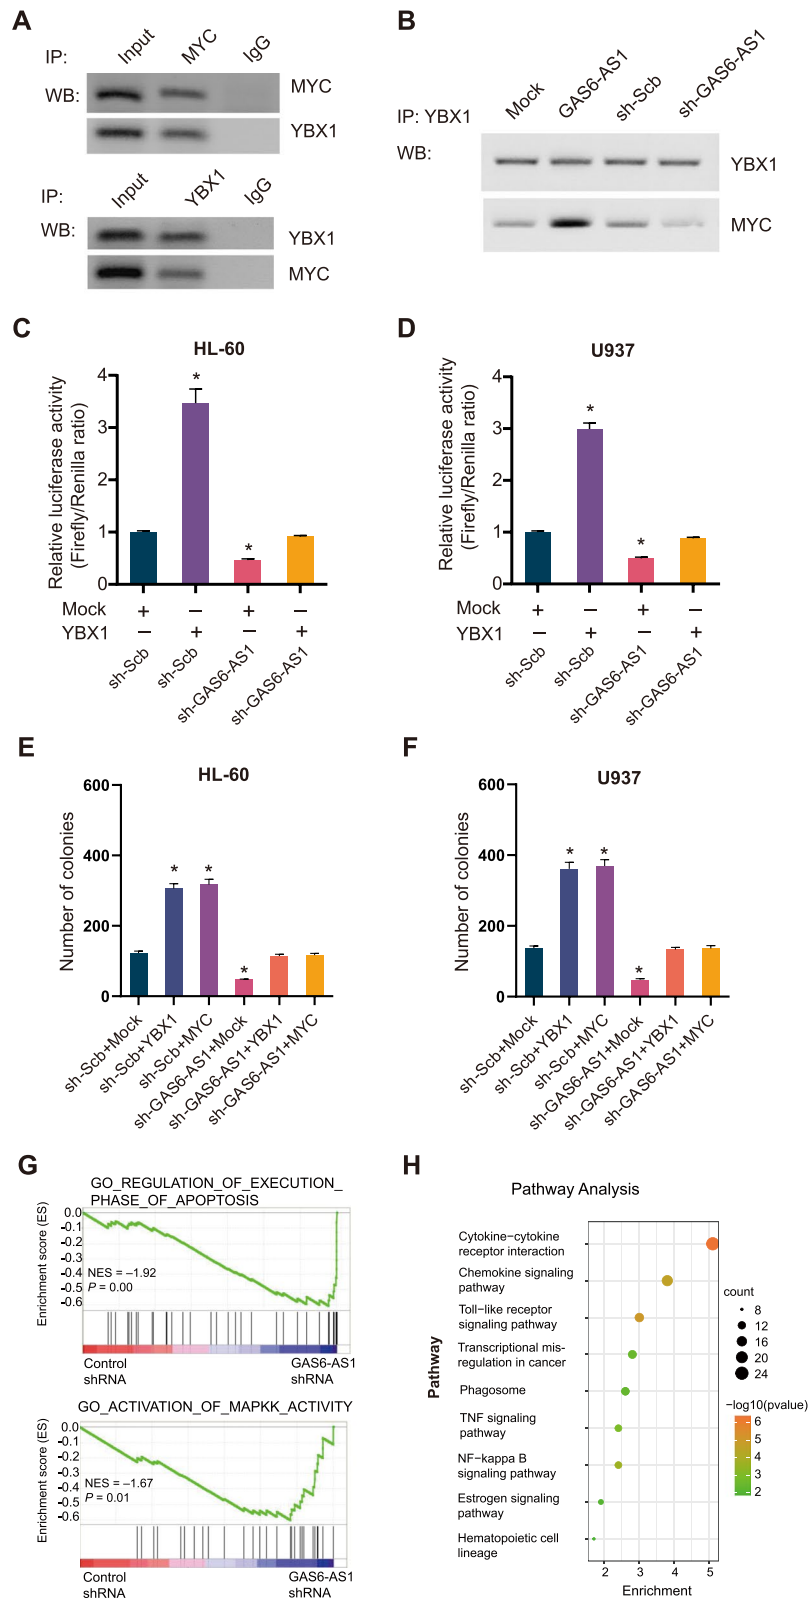 A
IP: Input MYC IgG
WB: MYC
YBX1
IP: Input YBX1 IgG
WB: YBX1
MYC
B
IP: YBX1 Mock GAS6-AS1 sh-Scb sh-GAS6-AS1
WB: YBX1
MYC
C
HL-60
Relative luciferase activity
(Firefly/Renilla ratio)
4
3
2
1
0
Mock + − + −
YBX1 − + − +
sh-Scb sh-Scb sh-GAS6-AS1 sh-GAS6-AS1
* *
D
U937
Relative luciferase activity
(Firefly/Renilla ratio)
4
3
2
1
0
Mock + − + −
YBX1 − + − +
sh-Scb sh-Scb sh-GAS6-AS1 sh-GAS6-AS1
* *
E
HL-60
Number of colonies
600
400
200
0
* * *
sh-Scb+Mock
sh-Scb+YBX1
sh-Scb+MYC
sh-GAS6-AS1+Mock
sh-GAS6-AS1+YBX1
sh-GAS6-AS1+MYC
F
U937
Number of colonies
600
400
200
0
* * *
sh-Scb+Mock
sh-Scb+YBX1
sh-Scb+MYC
sh-GAS6-AS1+Mock
sh-GAS6-AS1+YBX1
sh-GAS6-AS1+MYC
G
GO_REGULATION_OF_EXECUTION_
PHASE_OF_APOPTOSIS
Enrichment score (ES)
0.0
-0.1
-0.2
-0.3
-0.4
-0.5
-0.6
NES = −1.92
P = 0.00
Control GAS6-AS1
shRNA shRNA
GO_ACTIVATION_OF_MAPKK_ACTIVITY
Enrichment score (ES)
0.0
-0.1
-0.2
-0.3
-0.4
-0.5
-0.6
NES = −1.67
P = 0.01
Control GAS6-AS1
shRNA shRNA
H
Pathway Analysis
Pathway
Cytokine−cytokine
receptor interaction
Chemokine signaling
pathway
Toll−like receptor
signaling pathway
Transcriptional mis-
regulation in cancer
Phagosome
TNF signaling
pathway
NF−kappa B
signaling pathway
Estrogen signaling
pathway
Hematopoietic cell
lineage
2 3 4 5
Enrichment
count
8
12
16
20
24
−log10(pvalue)
6
5
4
3
2